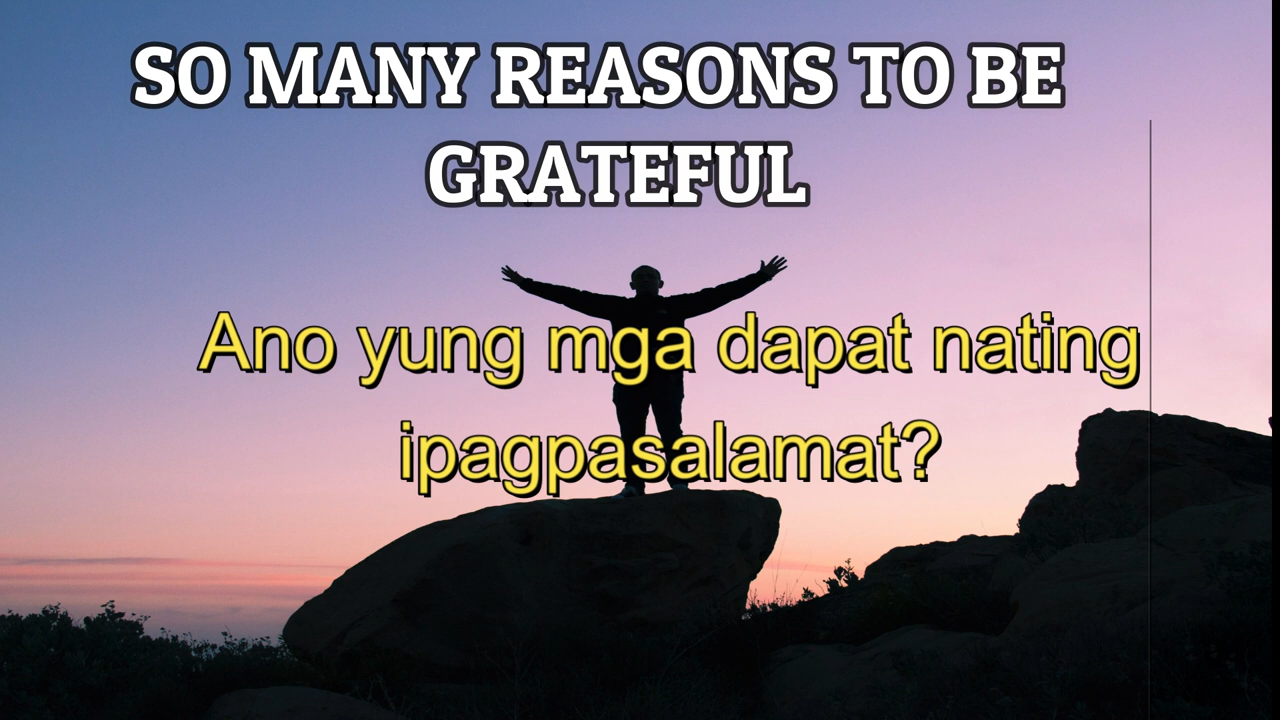 SO MANY REASONS TO BE
GRATEFUL
Ano yung mga dapat nating
ipagpasalamat?